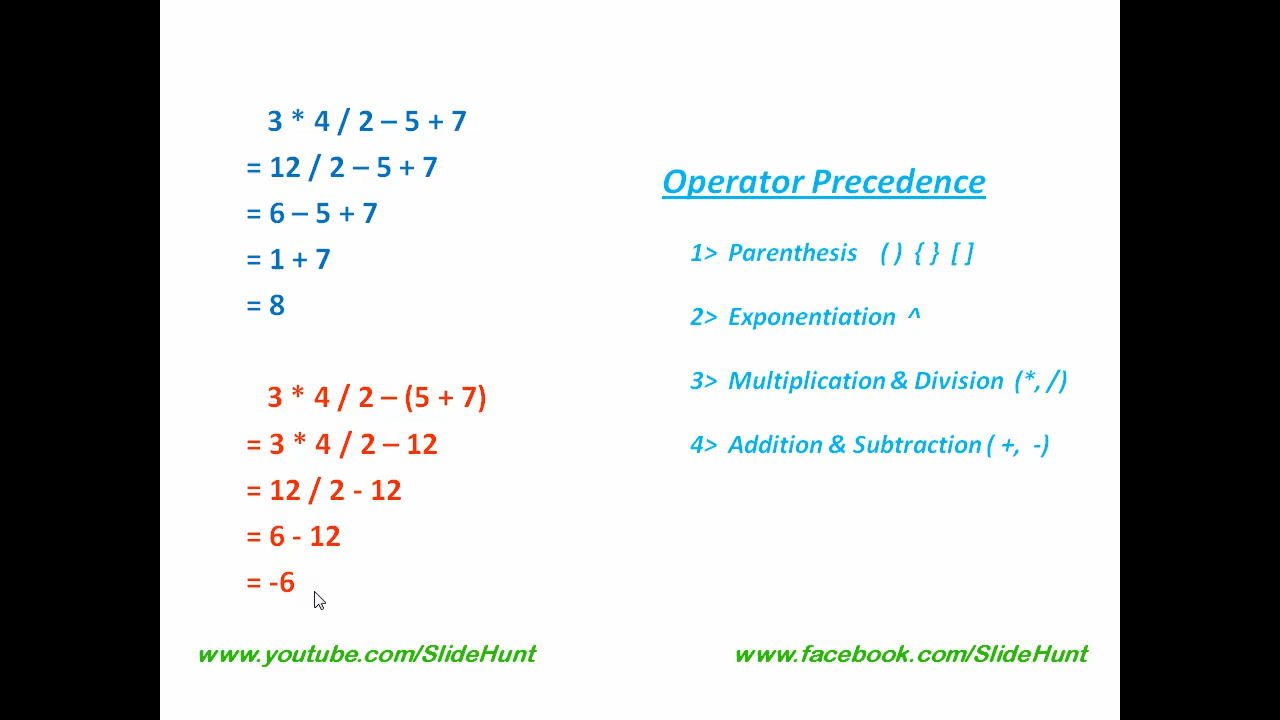 3 * 4 / 2 – 5 + 7
= 12 / 2 – 5 + 7
= 6 – 5 + 7
= 1 + 7
= 8
3 * 4 / 2 – (5 + 7)
= 3 * 4 / 2 – 12
= 12 / 2 - 12
= 6 - 12
= -6
Operator Precedence
1> Parenthesis ( ) { } [ ]
2> Exponentiation ^
3> Multiplication & Division (*, /)
4> Addition & Subtraction ( +, -)
www.youtube.com/SlideHunt
www.facebook.com/SlideHunt